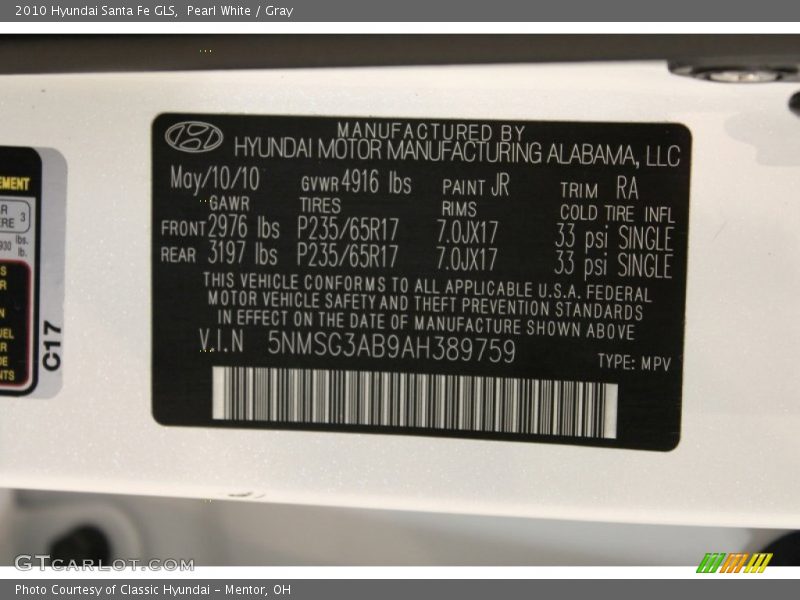 2010 Hyundai Santa Fe GLS, Pearl White / Gray
MANUFACTURED BY
HYUNDAI MOTOR MANUFACTURING ALABAMA, LLC
May/10/10 GVWR 4916 lbs PAINT JR TRIM RA
GAWR TIRES RIMS COLD TIRE INFL
FRONT 2976 lbs P235/65R17 7.0JX17 33 psi SINGLE
REAR 3197 lbs P235/65R17 7.0JX17 33 psi SINGLE
THIS VEHICLE CONFORMS TO ALL APPLICABLE U.S.A. FEDERAL
MOTOR VEHICLE SAFETY AND THEFT PREVENTION STANDARDS
IN EFFECT ON THE DATE OF MANUFACTURE SHOWN ABOVE
V.I.N 5NMSG3AB9AH389759
TYPE: MPV
C17
3
lbs.
lb.
GTCARLOT.COM
Photo Courtesy of Classic Hyundai - Mentor, OH